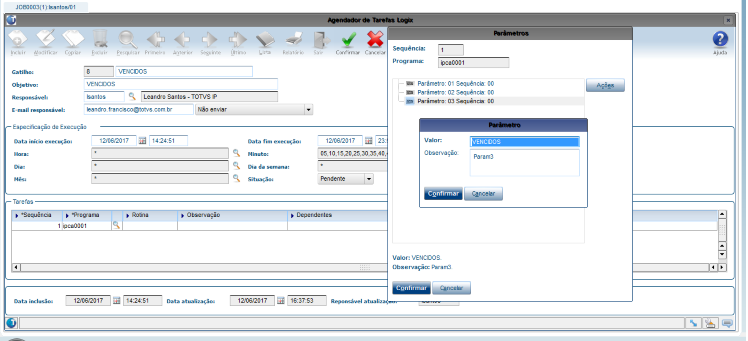 JOB0003(1):lsantos/01
Agendador de Tarefas Logix
Incluir Modificar Copiar Excluir Pesquisar Primeiro Anterior Seguinte Último Lista Relatório Sair Confirmar Cancelar
Ajuda
Gatilho: 6 VENCIDOS
Objetivo: VENCIDOS
Responsável: lsantos Leandro Santos - TOTVS IP
E-mail responsável: leandro.francisco@totvs.com.br Não enviar
Especificação de Execução
Data início execução: 12/06/2017 14:24:51 Data fim execução: 12/06/2017 23:
Hora: * Minuto: 05,10,15,20,25,30,35,40,
Dia: * Dia da semana: *
Mês: * Situação: Pendente
Tarefas
*Sequência *Programa Rotina Observação Dependentes
1 ipca0001
Data inclusão: 12/06/2017 14:24:51 Data atualização: 12/06/2017 16:37:53 Reponsável atualização:
Parâmetros
Sequência: 1
Programa: ipca0001
Parâmetro: 01 Sequência: 00
Parâmetro: 02 Sequência: 00
Parâmetro: 03 Sequência: 00
Ações
Parâmetro
Valor: VENCIDOS
Observação: Param3
Confirmar Cancelar
Valor: VENCIDOS.
Observação: Param3
Confirmar Cancelar